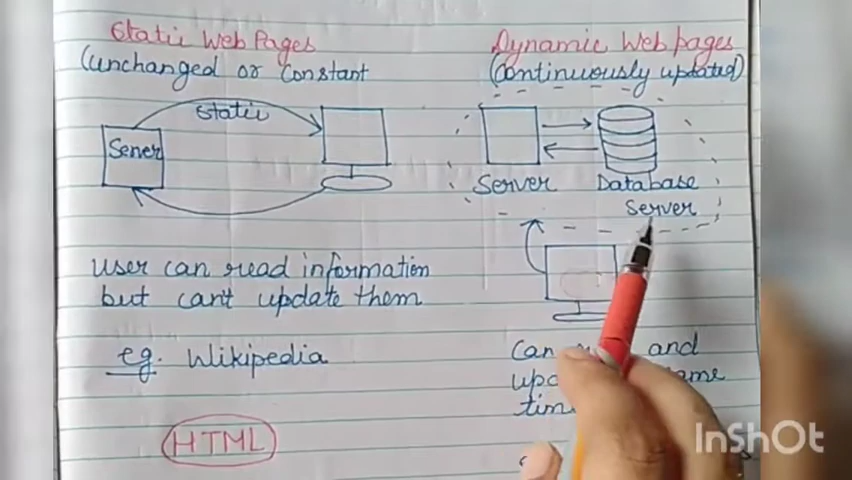 Static Web Pages
(unchanged or Constant
Static
Server
User can read information
but can't update them
eg. Wikipedia
HTML
Dynamic Web pages
(continuously updated)
Server
Database
Server
Can and
time
InShot